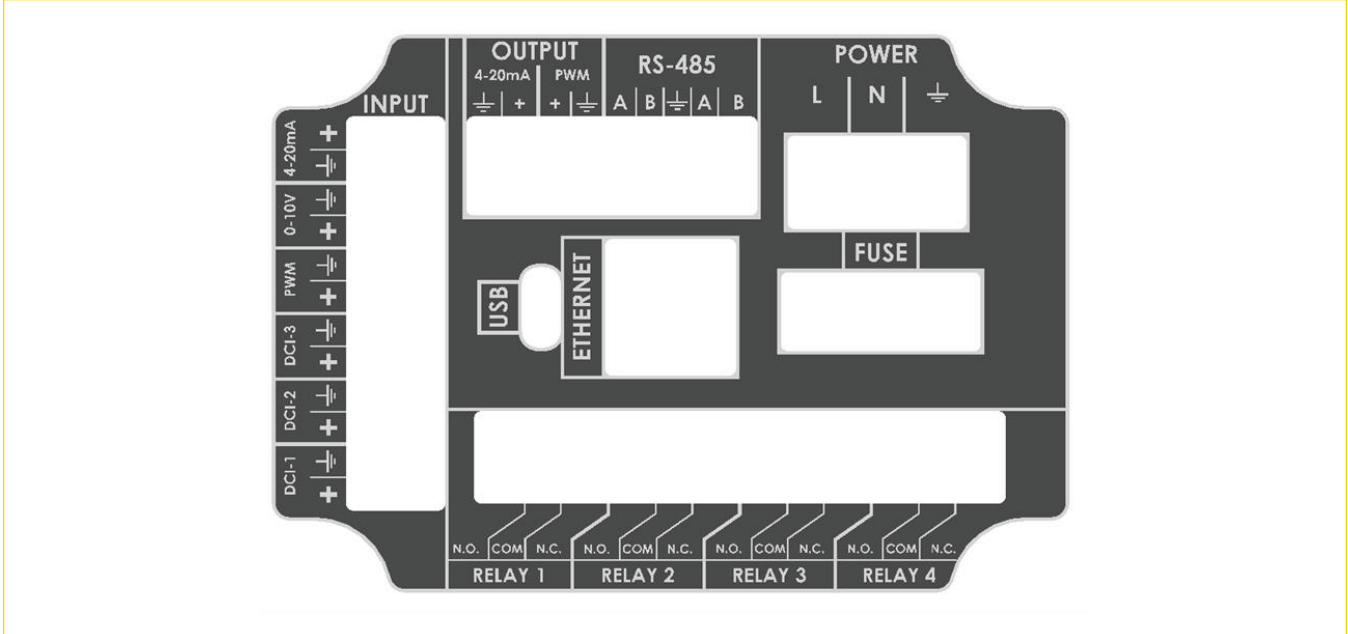 OUTPUT
4-20mA PWM
+ +
RS-485
A B A B
POWER
L N
INPUT
4-20mA
+
0-10V
+
PWM
+
DCI-3
+
DCI-2
+
DCI-1
+
FUSE
USB
ETHERNET
N.O. COM N.C. N.O. COM N.C. N.O. COM N.C. N.O. COM N.C.
RELAY 1 RELAY 2 RELAY 3 RELAY 4